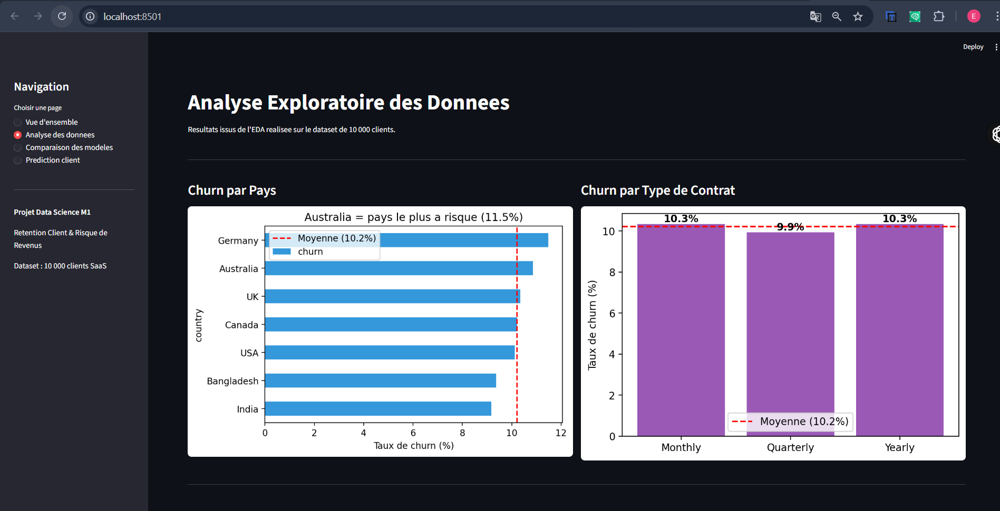 localhost:8501
E
Deploy
Navigation
Choisir une page
Vue d'ensemble
Analyse des donnees
Comparaison des modeles
Prediction client
Projet Data Science M1
Retention Client & Risque de
Revenus
Dataset : 10 000 clients SaaS
Analyse Exploratoire des Donnees
Resultats issus de l'EDA realisee sur le dataset de 10 000 clients.
Churn par Pays
Australia = pays le plus a risque (11.5%)
Moyenne (10.2%)
churn
country
Germany
Australia
UK
Canada
USA
Bangladesh
India
0 2 4 6 8 10 12
Taux de churn (%)
Churn par Type de Contrat
10.3% 9.9% 10.3%
Taux de churn (%)
10
8
6
4
2
0
Moyenne (10.2%)
Monthly Quarterly Yearly